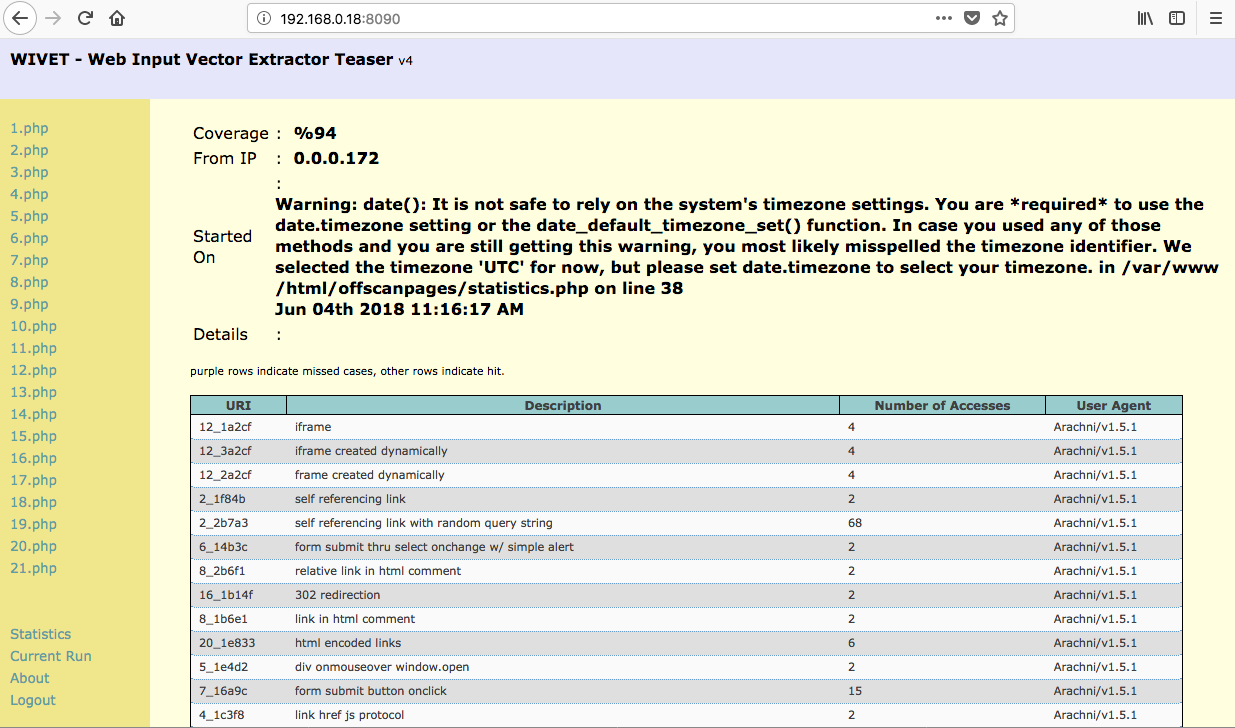 192.168.0.18:8090
WIVET - Web Input Vector Extractor Teaser v4
1.php
2.php
3.php
4.php
5.php
6.php
7.php
8.php
9.php
10.php
11.php
12.php
13.php
14.php
15.php
16.php
17.php
18.php
19.php
20.php
21.php
Statistics
Current Run
About
Logout
Coverage : %94
From IP : 0.0.0.172
:
Started
On
Warning: date(): It is not safe to rely on the system's timezone settings. You are *required* to use the
date.timezone setting or the date_default_timezone_set() function. In case you used any of those
methods and you are still getting this warning, you most likely misspelled the timezone identifier. We
selected the timezone 'UTC' for now, but please set date.timezone to select your timezone. in /var/www
/html/offscanpages/statistics.php on line 38
Jun 04th 2018 11:16:17 AM
Details :
purple rows indicate missed cases, other rows indicate hit.
URI Description Number of Accesses User Agent
12_1a2cf iframe 4 Arachni/v1.5.1
12_3a2cf iframe created dynamically 4 Arachni/v1.5.1
12_2a2cf frame created dynamically 4 Arachni/v1.5.1
2_1f84b self referencing link 2 Arachni/v1.5.1
2_2b7a3 self referencing link with random query string 68 Arachni/v1.5.1
6_14b3c form submit thru select onchange w/ simple alert 2 Arachni/v1.5.1
8_2b6f1 relative link in html comment 2 Arachni/v1.5.1
16_1b14f 302 redirection 2 Arachni/v1.5.1
8_1b6e1 link in html comment 2 Arachni/v1.5.1
20_1e833 html encoded links 6 Arachni/v1.5.1
5_1e4d2 div onmouseover window.open 2 Arachni/v1.5.1
7_16a9c form submit button onclick 15 Arachni/v1.5.1
4_1c3f8 link href js protocol 2 Arachni/v1.5.1